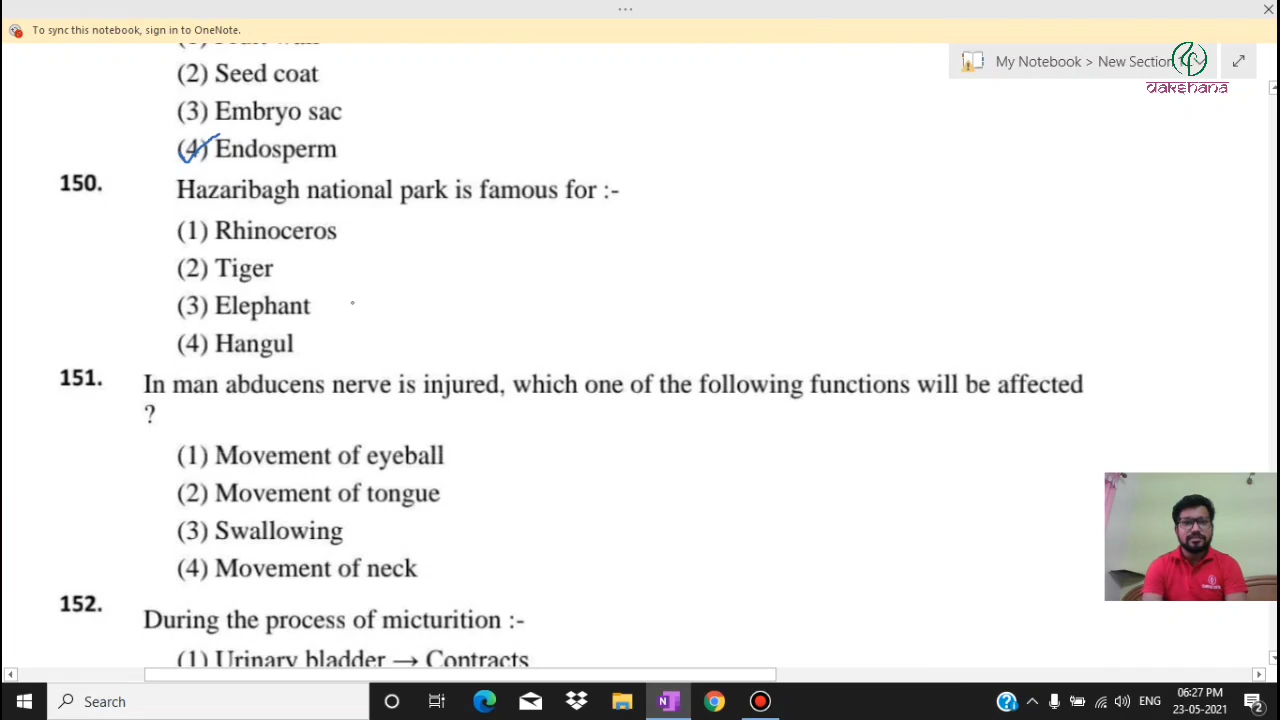 To sync this notebook, sign in to OneNote.
My Notebook > New Section 1
dakshana
(2) Seed coat
(3) Embryo sac
(4) Endosperm
150. Hazaribagh national park is famous for :-
(1) Rhinoceros
(2) Tiger
(3) Elephant
(4) Hangul
151. In man abducens nerve is injured, which one of the following functions will be affected
?
(1) Movement of eyeball
(2) Movement of tongue
(3) Swallowing
(4) Movement of neck
152. During the process of micturition :-
(1) Urinary bladder → Contracts
Search
ENG
06:27 PM
23-05-2021
2